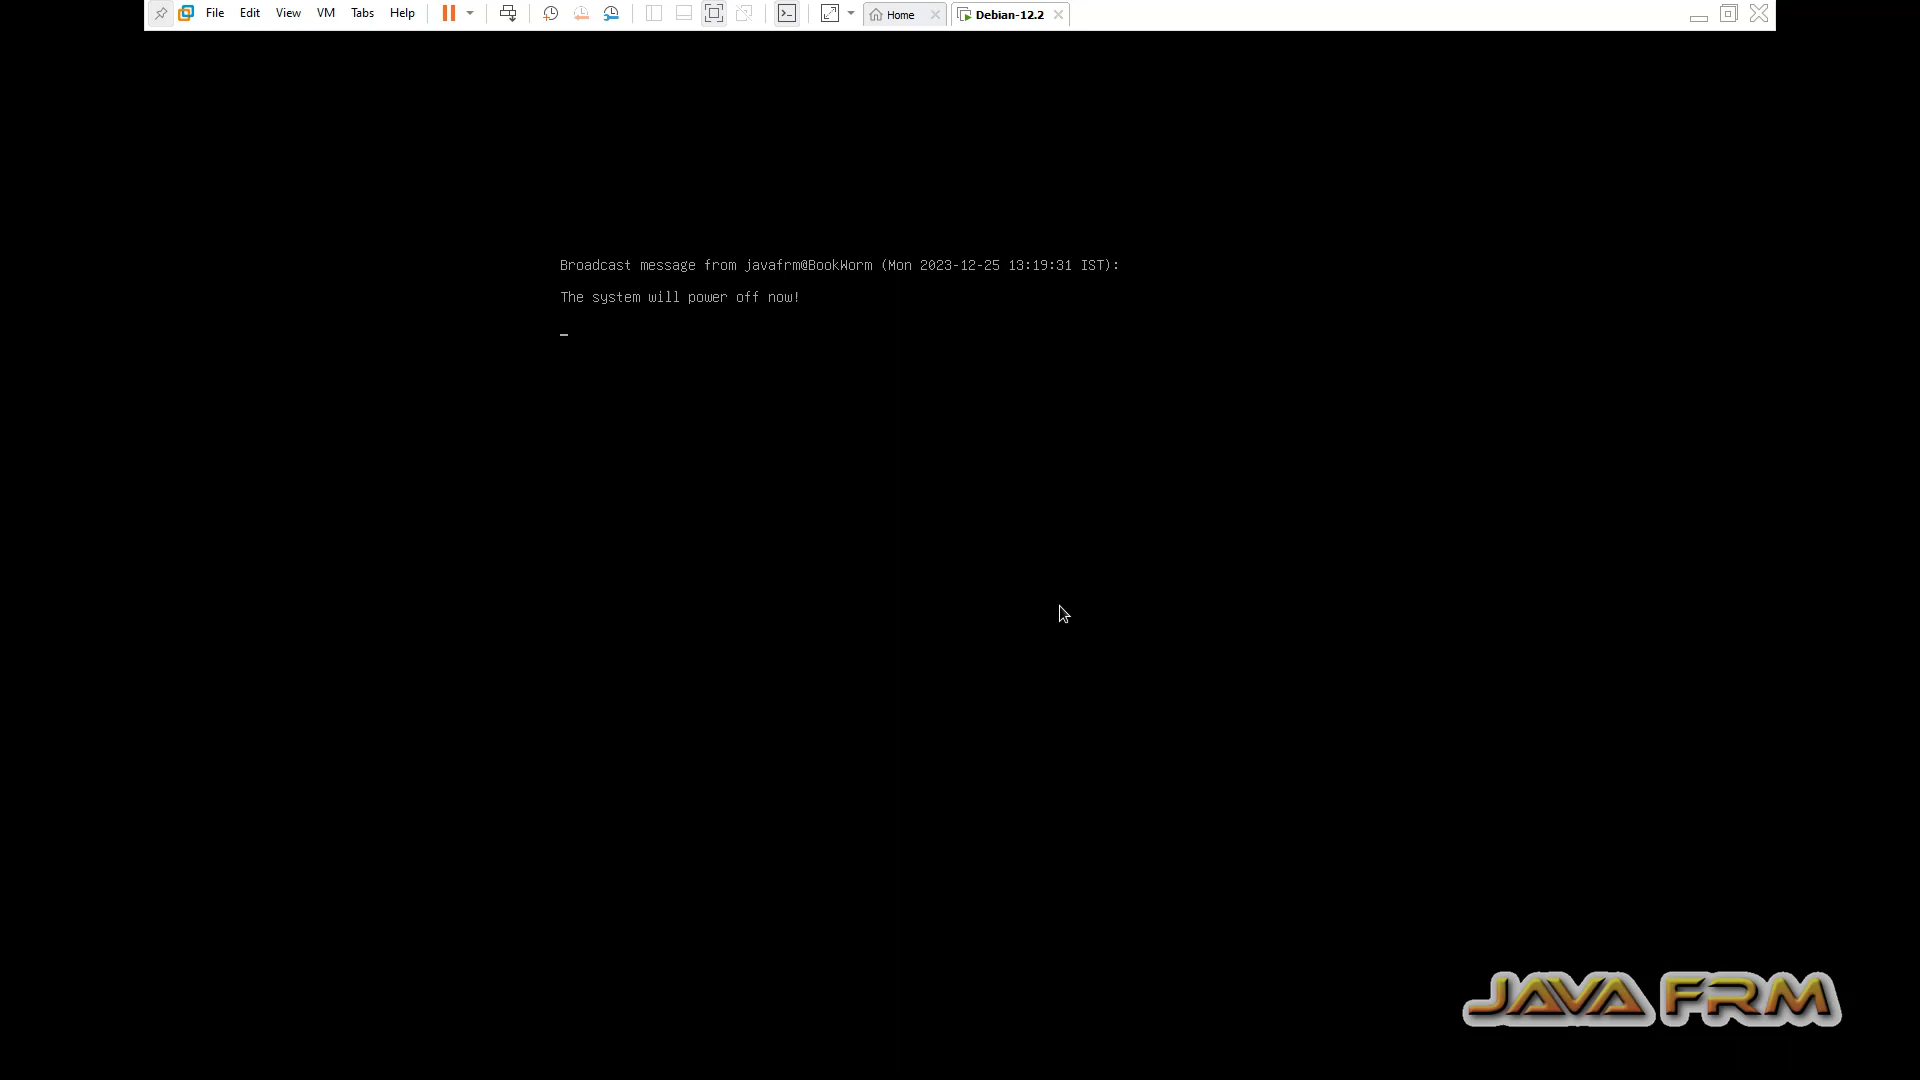 File Edit View VM Tabs Help Home Debian-12.2
Broadcast message from javafrm@BookWorm (Mon 2023-12-25 13:19:31 IST):
The system will power off now!
JAVA FRM